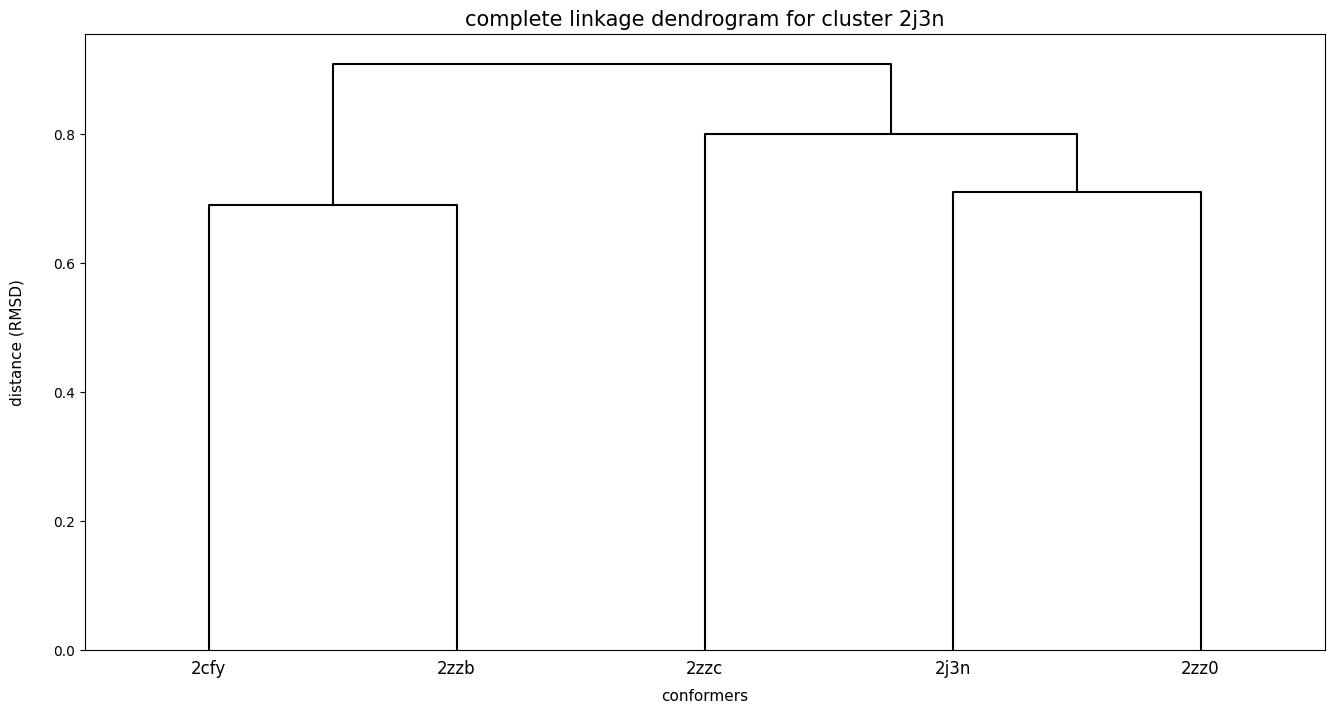 complete linkage dendrogram for cluster 2j3n
distance (RMSD)
0.8
0.6
0.4
0.2
0.0
2cfy 2zzb 2zzc 2j3n 2zz0
conformers